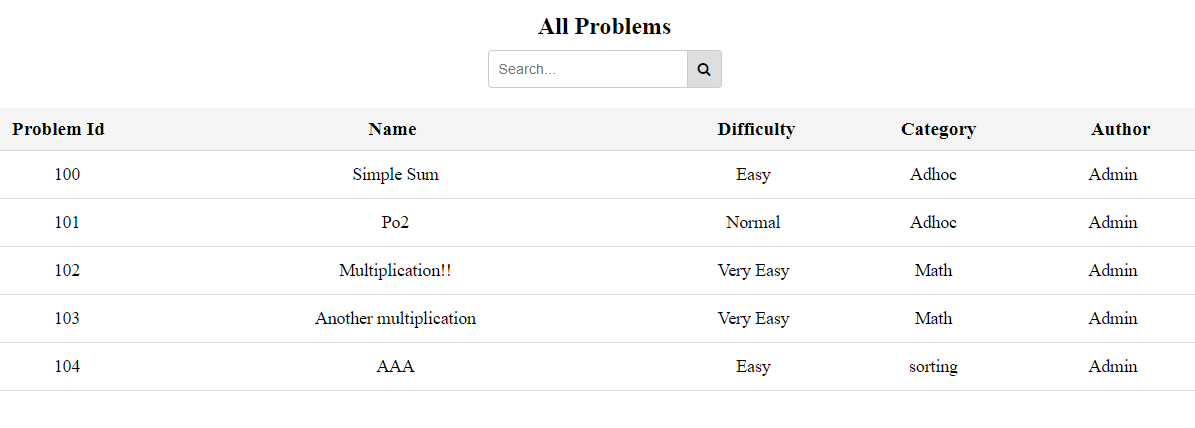 All Problems
Search...
Problem Id Name Difficulty Category Author
100 Simple Sum Easy Adhoc Admin
101 Po2 Normal Adhoc Admin
102 Multiplication!! Very Easy Math Admin
103 Another multiplication Very Easy Math Admin
104 AAA Easy sorting Admin